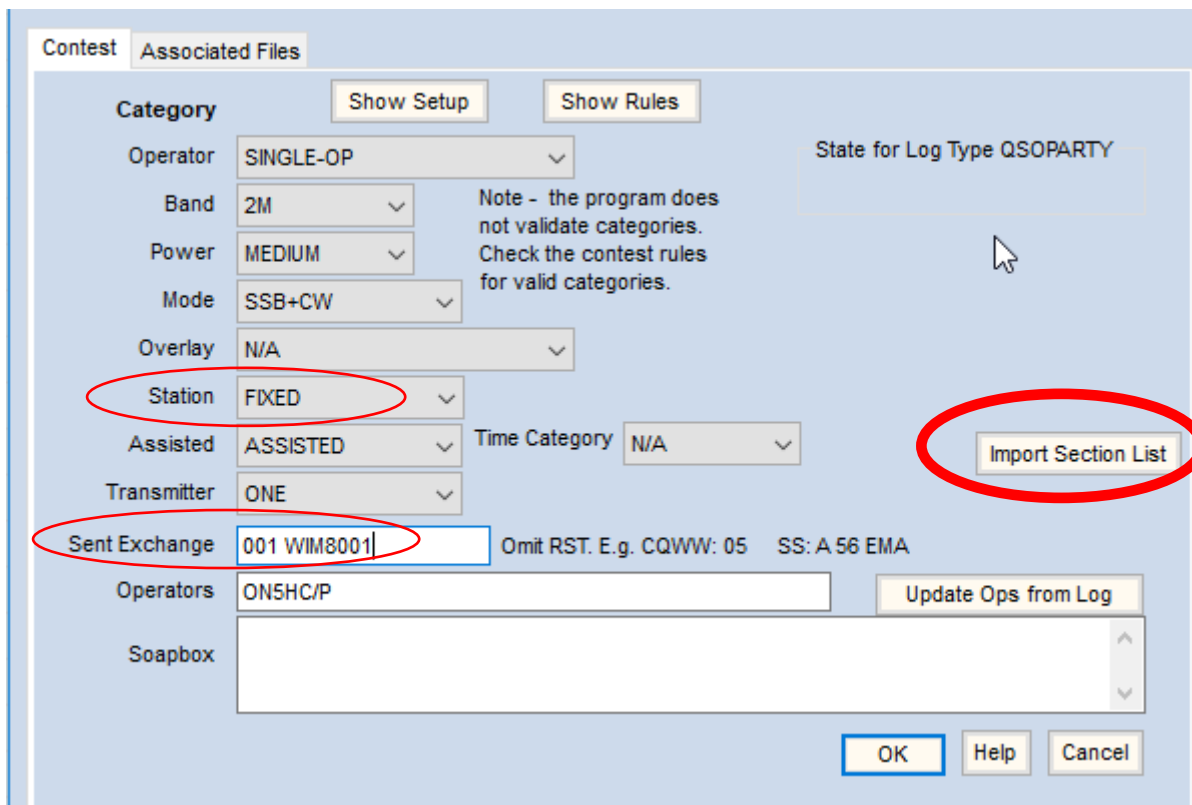 Contest Associated Files
Category Show Setup Show Rules
Operator SINGLE-OP State for Log Type QSOPARTY
Band 2M Note - the program does
not validate categories.
Power MEDIUM Check the contest rules
for valid categories.
Mode SSB+CW
Overlay N/A
Station FIXED
Assisted ASSISTED Time Category N/A Import Section List
Transmitter ONE
Sent Exchange 001 WIM8001 Omit RST. E.g. CQWW: 05 SS: A 56 EMA
Operators ON5HC/P Update Ops from Log
Soapbox
OK Help Cancel